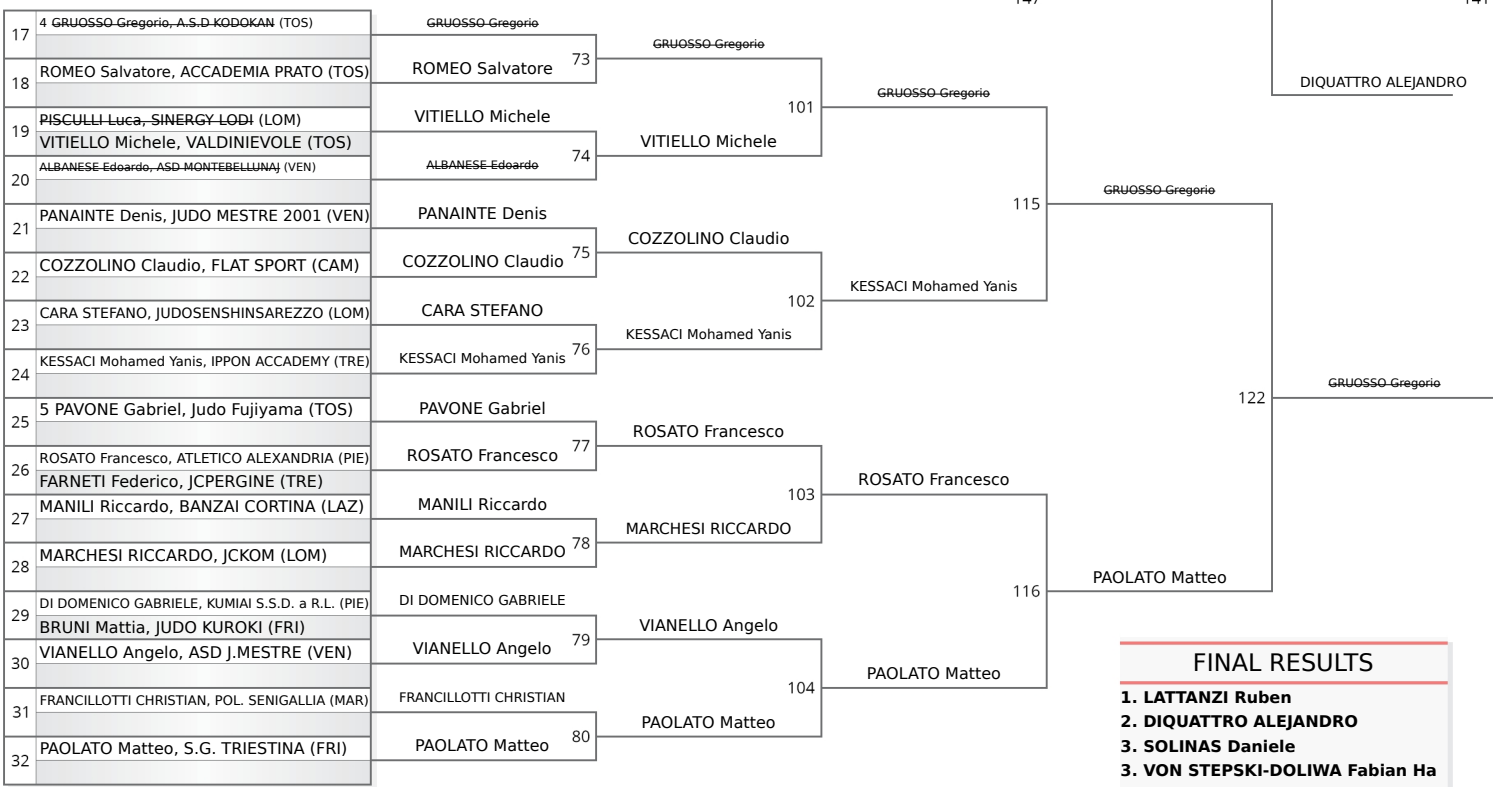 17
4 GRUOSSO Gregorio, A.S.D KODOKAN (TOS)
18
ROMEO Salvatore, ACCADEMIA PRATO (TOS)
19
PISCULLI Luca, SINERGY LODI (LOM)
VITIELLO Michele, VALDINIEVOLE (TOS)
20
ALBANESE Edoardo, ASD MONTEBELLUNAJ (VEN)
21
PANAINTE Denis, JUDO MESTRE 2001 (VEN)
22
COZZOLINO Claudio, FLAT SPORT (CAM)
23
CARA STEFANO, JUDOSENSHINSAREZZO (LOM)
24
KESSACI Mohamed Yanis, IPPON ACCADEMY (TRE)
25
5 PAVONE Gabriel, Judo Fujiyama (TOS)
26
ROSATO Francesco, ATLETICO ALEXANDRIA (PIE)
FARNETI Federico, JCPERGINE (TRE)
27
MANILI Riccardo, BANZAI CORTINA (LAZ)
28
MARCHESI RICCARDO, JCKOM (LOM)
29
DI DOMENICO GABRIELE, KUMIAI S.S.D. a R.L. (PIE)
BRUNI Mattia, JUDO KUROKI (FRI)
30
VIANELLO Angelo, ASD J.MESTRE (VEN)
31
FRANCILLOTTI CHRISTIAN, POL. SENIGALLIA (MAR)
32
PAOLATO Matteo, S.G. TRIESTINA (FRI)
GRUOSSO Gregorio
73
ROMEO Salvatore
VITIELLO Michele
74
ALBANESE Edoardo
PANAINTE Denis
75
COZZOLINO Claudio
CARA STEFANO
76
KESSACI Mohamed Yanis
PAVONE Gabriel
77
ROSATO Francesco
MANILI Riccardo
78
MARCHESI RICCARDO
DI DOMENICO GABRIELE
79
VIANELLO Angelo
FRANCILLOTTI CHRISTIAN
80
PAOLATO Matteo
GRUOSSO Gregorio
101
VITIELLO Michele
COZZOLINO Claudio
102
KESSACI Mohamed Yanis
ROSATO Francesco
103
MARCHESI RICCARDO
VIANELLO Angelo
104
PAOLATO Matteo
GRUOSSO Gregorio
115
KESSACI Mohamed Yanis
ROSATO Francesco
116
PAOLATO Matteo
GRUOSSO Gregorio
122
PAOLATO Matteo
DIQUATTRO ALEJANDRO
GRUOSSO Gregorio
FINAL RESULTS
1. LATTANZI Ruben
2. DIQUATTRO ALEJANDRO
3. SOLINAS Daniele
3. VON STEPSKI-DOLIWA Fabian Ha